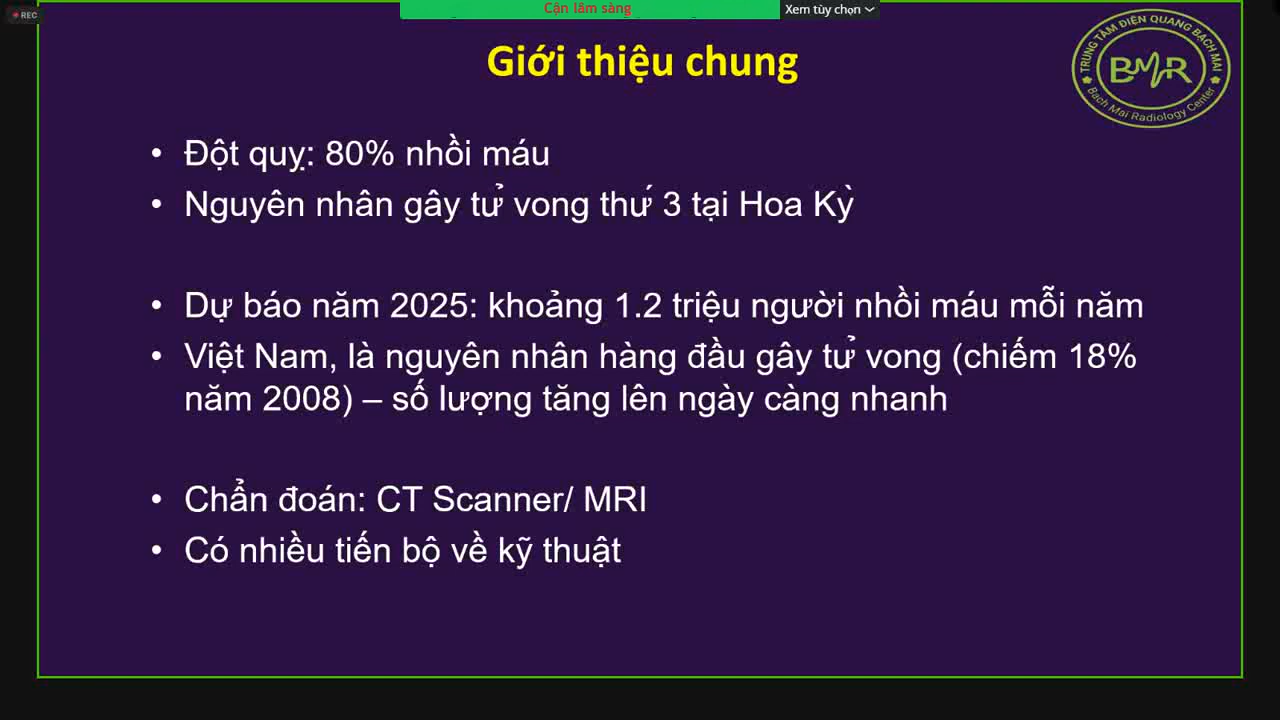 REC
Cận lâm sàng
Xem tùy chọn
Giới thiệu chung
TRUNG TÂM ĐIỆN QUANG BẠCH MAI
BMR
Bach Mai Radiology Center
• Đột quỵ: 80% nhồi máu
• Nguyên nhân gây tử vong thứ 3 tại Hoa Kỳ
• Dự báo năm 2025: khoảng 1.2 triệu người nhồi máu mỗi năm
• Việt Nam, là nguyên nhân hàng đầu gây tử vong (chiếm 18%
năm 2008) – số lượng tăng lên ngày càng nhanh
• Chẩn đoán: CT Scanner/ MRI
• Có nhiều tiến bộ về kỹ thuật